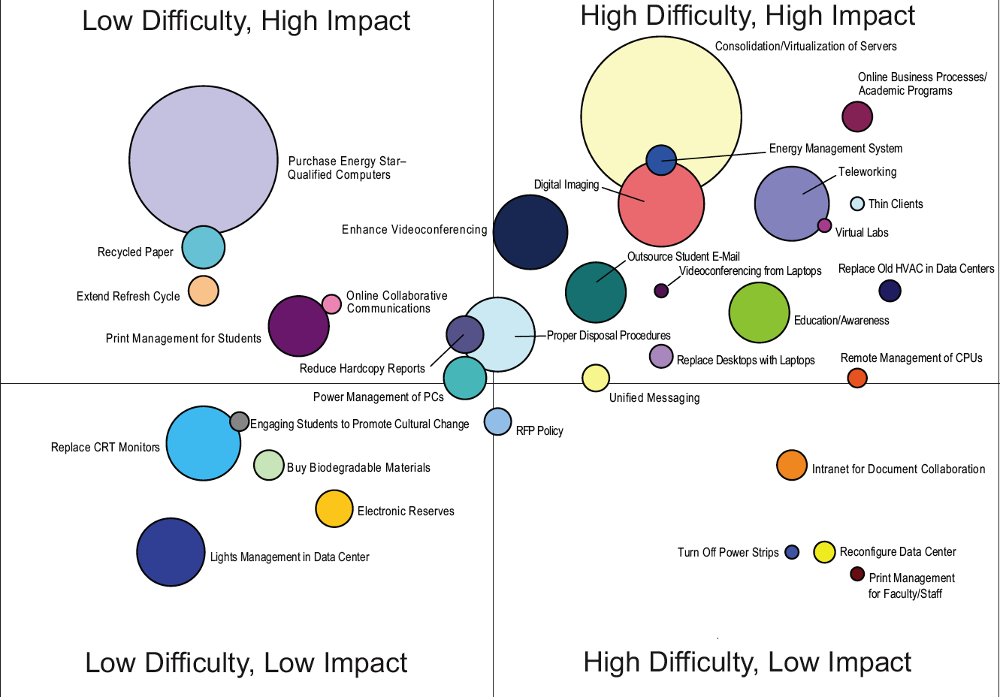 Low Difficulty, High Impact
High Difficulty, High Impact
Consolidation/Virtualization of Servers
Online Business Processes/
Academic Programs
Energy Management System
Purchase Energy Star–
Qualified Computers
Teleworking
Digital Imaging
Thin Clients
Enhance Videoconferencing
Virtual Labs
Recycled Paper
Outsource Student E-Mail
Videoconferencing from Laptops
Replace Old HVAC in Data Centers
Extend Refresh Cycle
Online Collaborative
Communications
Education/Awareness
Print Management for Students
Proper Disposal Procedures
Reduce Hardcopy Reports
Replace Desktops with Laptops
Remote Management of CPUs
Power Management of PCs
Unified Messaging
Engaging Students to Promote Cultural Change
RFP Policy
Replace CRT Monitors
Buy Biodegradable Materials
Intranet for Document Collaboration
Electronic Reserves
Lights Management in Data Center
Turn Off Power Strips
Reconfigure Data Center
Print Management
for Faculty/Staff
Low Difficulty, Low Impact
High Difficulty, Low Impact